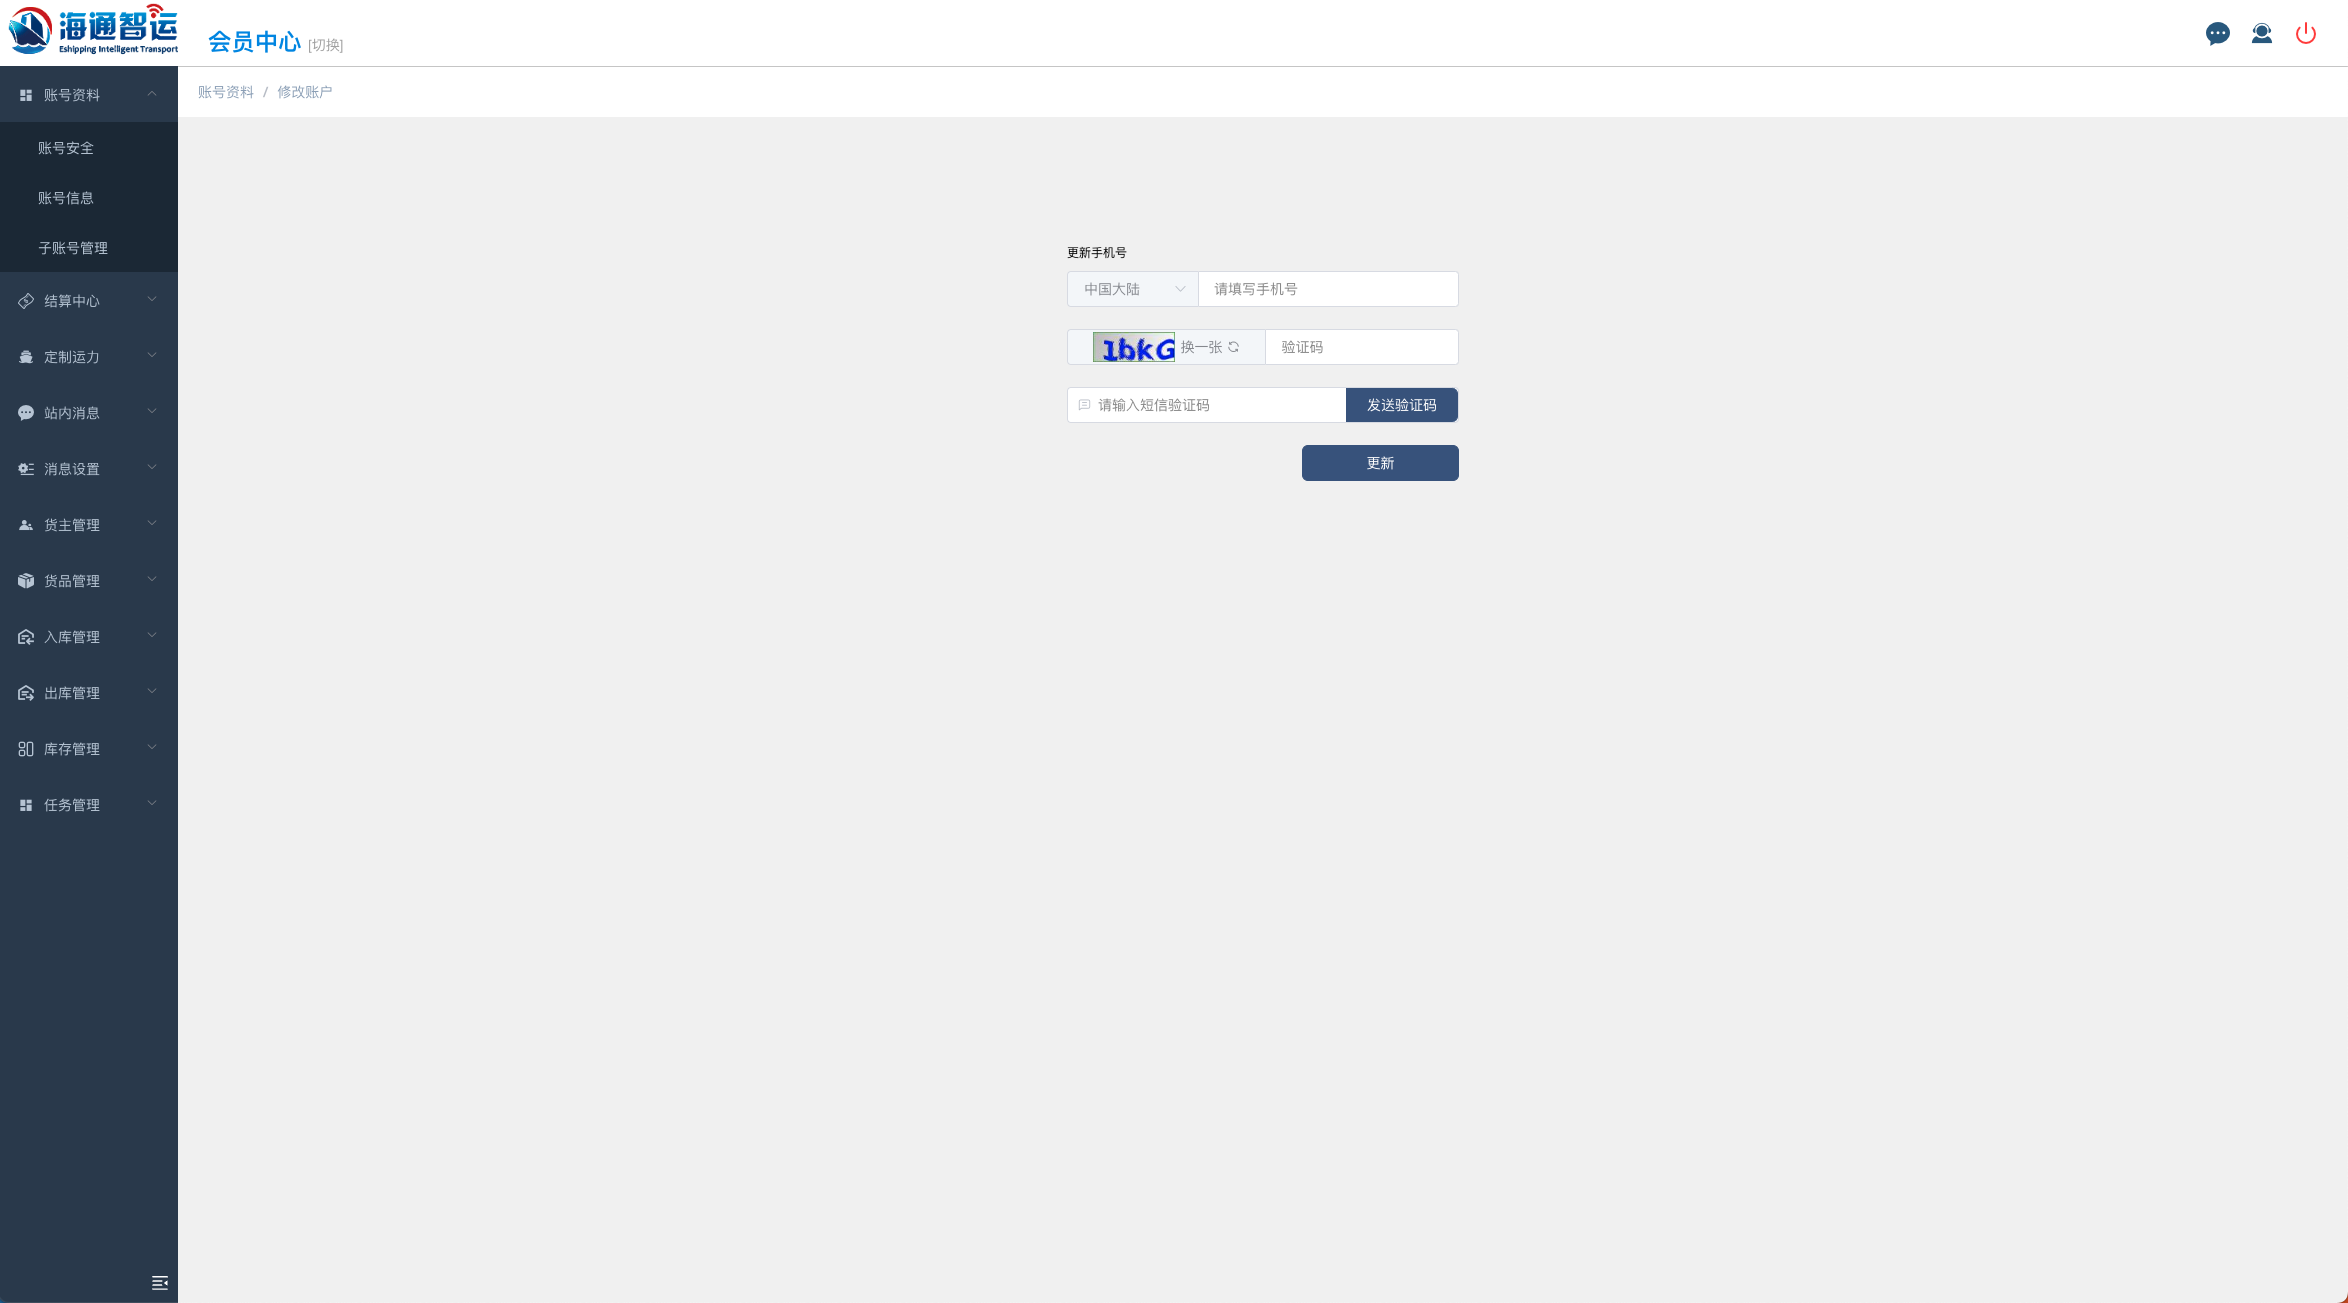 海通智运
Eshipping Intelligent Transport
会员中心 [切换]
账号资料
账号安全
账号信息
子账号管理
结算中心
定制运力
站内消息
消息设置
货主管理
货品管理
入库管理
出库管理
库存管理
任务管理
账号资料 / 修改账户
更新手机号
中国大陆 请填写手机号
1bkG 换一张 验证码
请输入短信验证码 发送验证码
更新